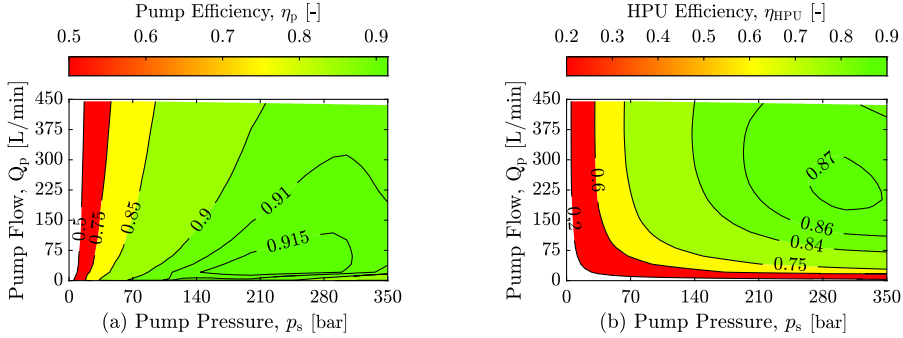 Pump Efficiency, ηp [-]
0.5 0.6 0.7 0.8 0.9
450
375
300
225
150
75
0
Pump Flow, Qp [L/min]
0.5
0.75
0.85
0.9
0.91
0.915
0 70 140 210 280 350
(a) Pump Pressure, ps [bar]
HPU Efficiency, ηHPU [-]
0.2 0.3 0.4 0.5 0.6 0.7 0.8 0.9
450
375
300
225
150
75
0
Pump Flow, Qp [L/min]
0.2
0.6
0.75
0.84
0.86
0.87
0 70 140 210 280 350
(b) Pump Pressure, ps [bar]